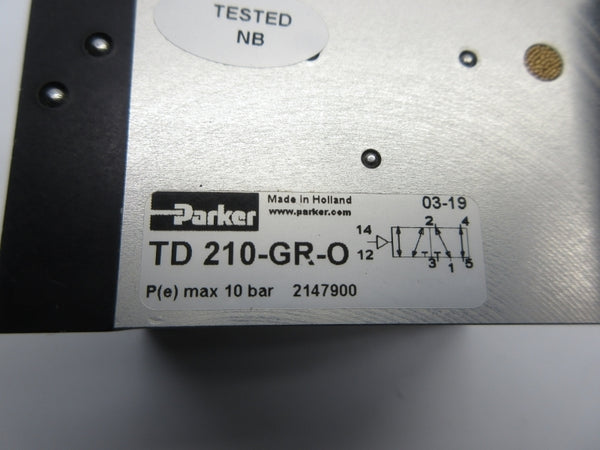 TESTED
NB
Parker
Made in Holland
www.parker.com
03-19
TD 210-GR-O
14
12
2
4
3
1
5
P(e) max 10 bar 2147900